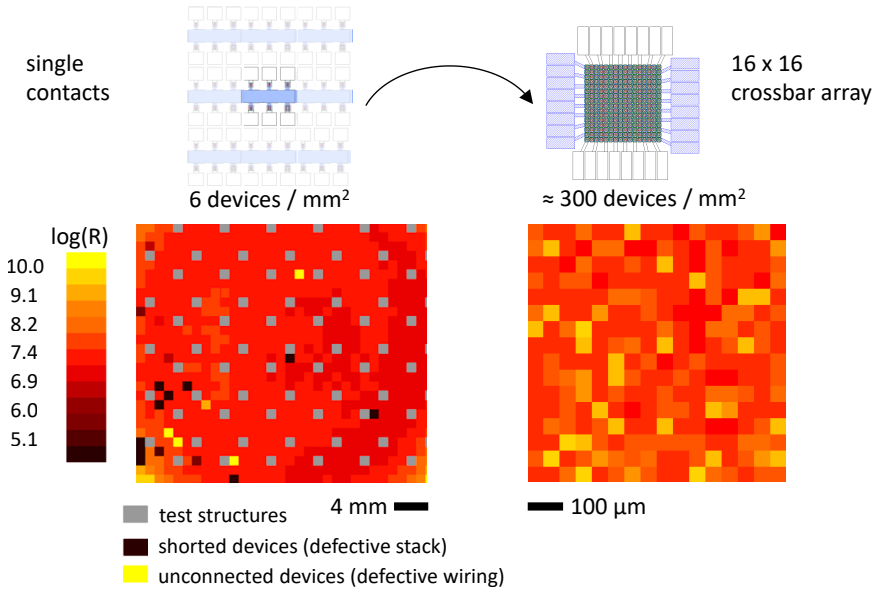 single
contacts
16 x 16
crossbar array
6 devices / mm²
≈ 300 devices / mm²
log(R)
10.0
9.1
8.2
7.4
6.9
6.0
5.1
4 mm
100 µm
test structures
shorted devices (defective stack)
unconnected devices (defective wiring)